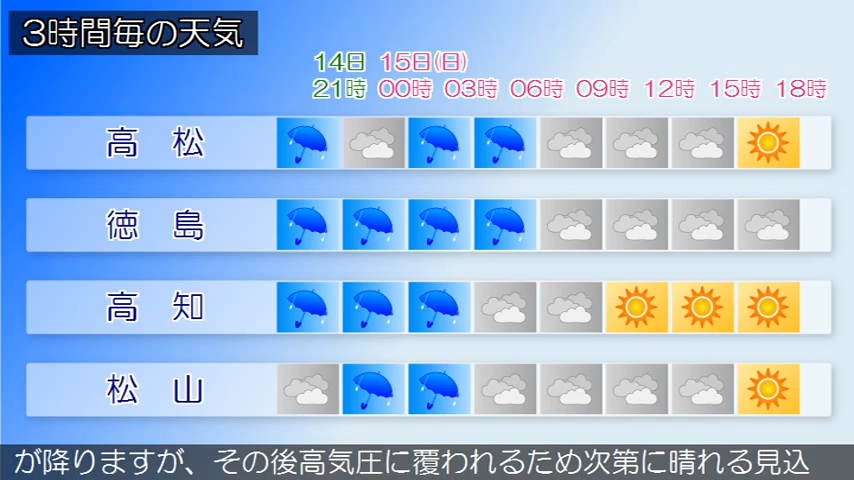 3時間毎の天気
14日 15日(日)
21時 00時 03時 06時 09時 12時 15時 18時
高 松
徳 島
高 知
松 山
が降りますが、その後高気圧に覆われるため次第に晴れる見込